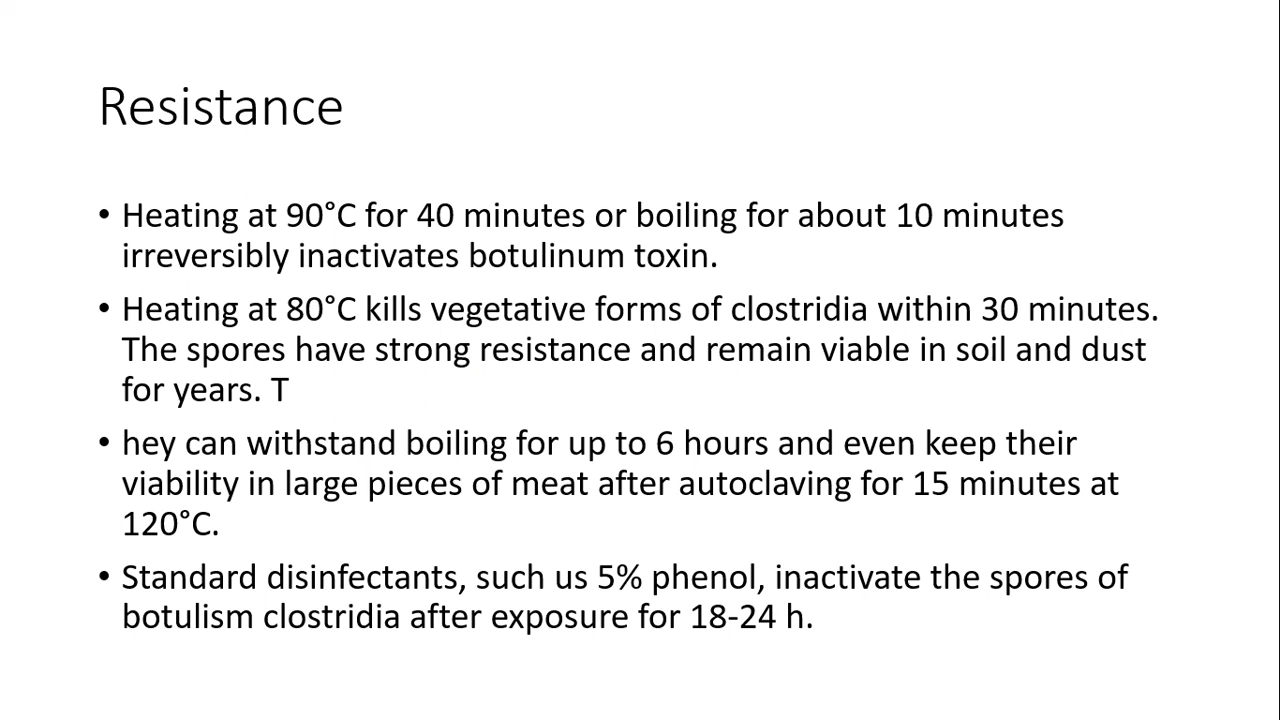 Resistance
• Heating at 90°C for 40 minutes or boiling for about 10 minutes
irreversibly inactivates botulinum toxin.
• Heating at 80°C kills vegetative forms of clostridia within 30 minutes.
The spores have strong resistance and remain viable in soil and dust
for years. T
• hey can withstand boiling for up to 6 hours and even keep their
viability in large pieces of meat after autoclaving for 15 minutes at
120°C.
• Standard disinfectants, such us 5% phenol, inactivate the spores of
botulism clostridia after exposure for 18-24 h.